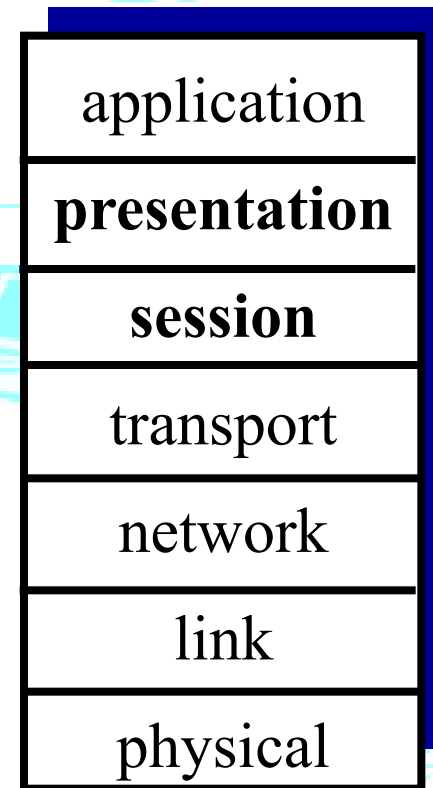 application
presentation
session
transport
network
link
physical